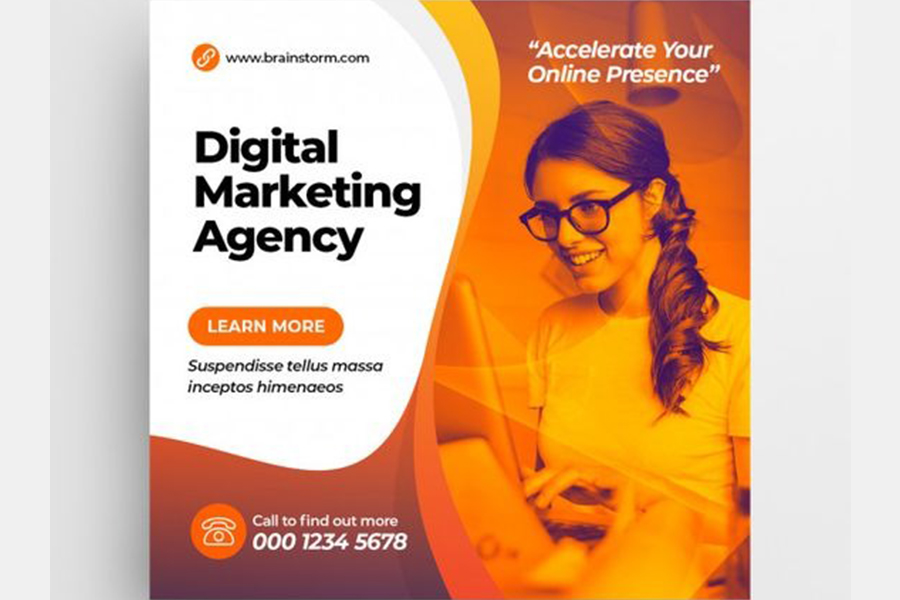 www.brainstorm.com
"Accelerate Your
Online Presence"
Digital
Marketing
Agency
LEARN MORE
Suspendisse tellus massa
inceptos himenaeos
Call to find out more
000 1234 5678